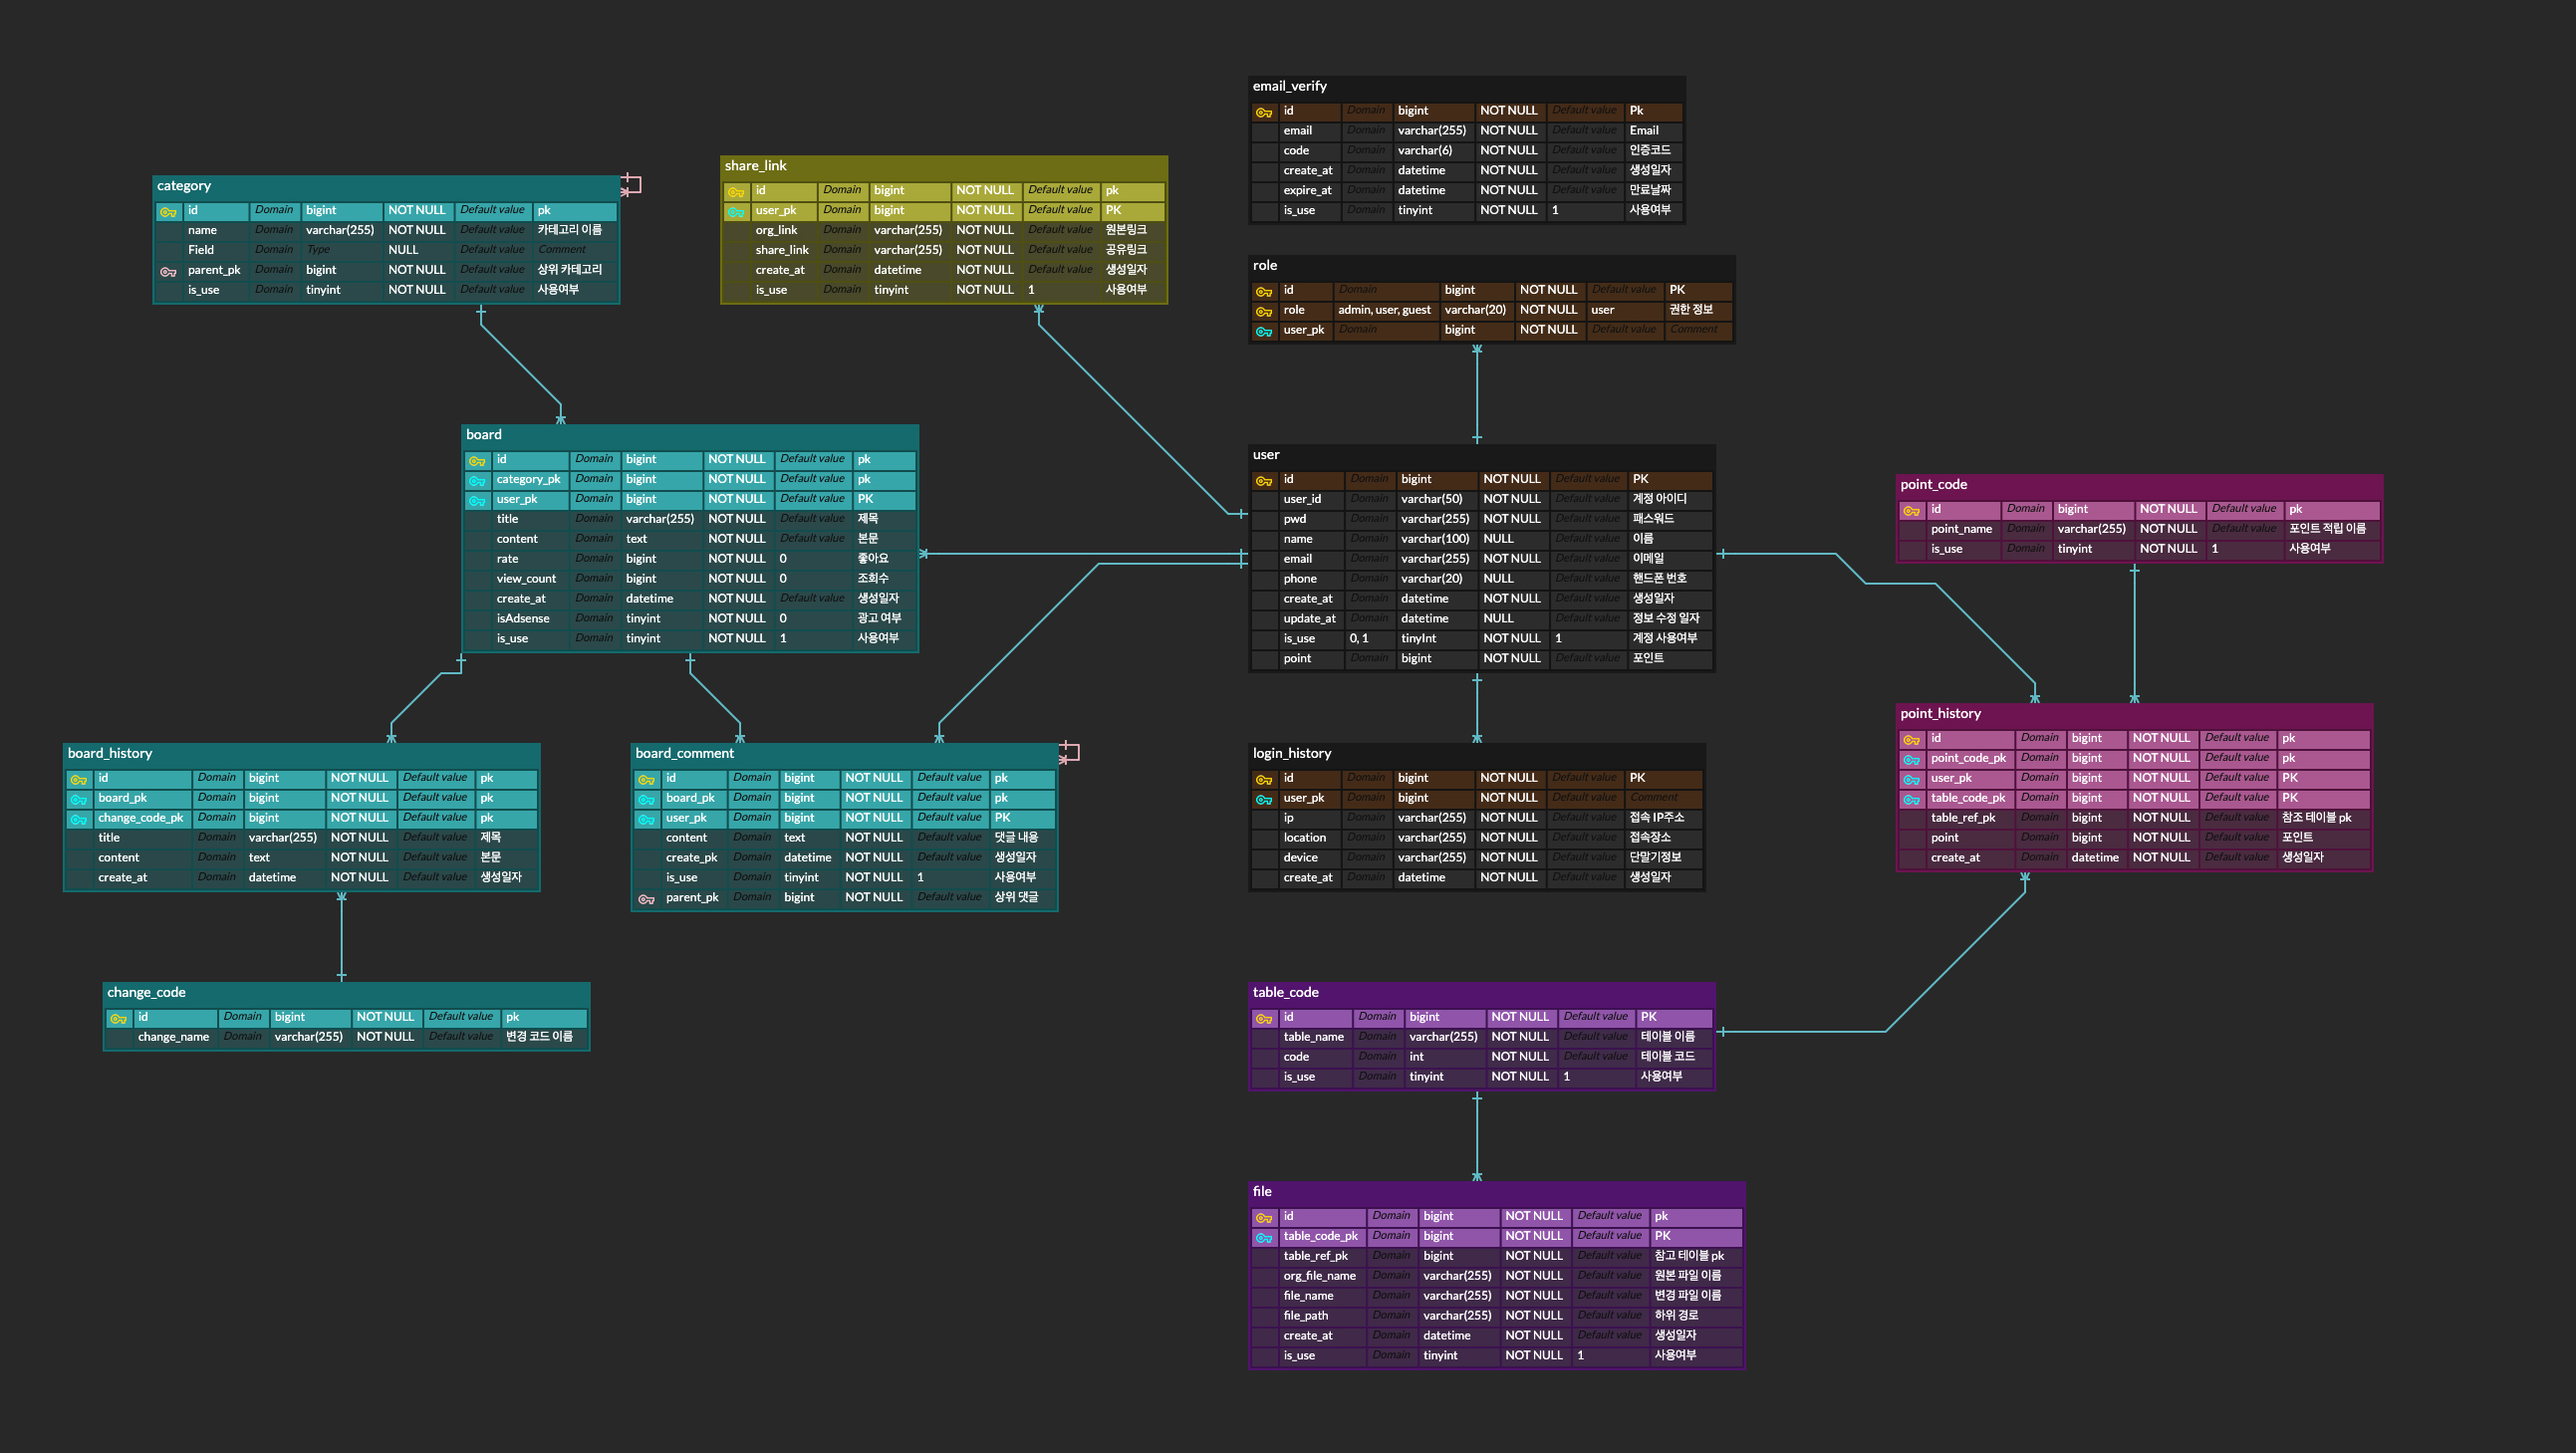 email_verify
id Domain bigint NOT NULL Default value Pk
email Domain varchar(255) NOT NULL Default value Email
code Domain varchar(6) NOT NULL Default value 인증코드
create_at Domain datetime NOT NULL Default value 생성일자
expire_at Domain datetime NOT NULL Default value 만료날짜
is_use Domain tinyint NOT NULL 1 사용여부
share_link
id Domain bigint NOT NULL Default value pk
user_pk Domain bigint NOT NULL Default value PK
org_link Domain varchar(255) NOT NULL Default value 원본링크
share_link Domain varchar(255) NOT NULL Default value 공유링크
create_at Domain datetime NOT NULL Default value 생성일자
is_use Domain tinyint NOT NULL 1 사용여부
category
id Domain bigint NOT NULL Default value pk
name Domain varchar(255) NOT NULL Default value 카테고리 이름
Field Domain Type NULL Default value Comment
parent_pk Domain bigint NOT NULL Default value 상위 카테고리
is_use Domain tinyint NOT NULL Default value 사용여부
role
id Domain bigint NOT NULL Default value PK
role admin, user, guest varchar(20) NOT NULL user 권한 정보
user_pk Domain bigint NOT NULL Default value Comment
board
id Domain bigint NOT NULL Default value pk
category_pk Domain bigint NOT NULL Default value pk
user_pk Domain bigint NOT NULL Default value PK
title Domain varchar(255) NOT NULL Default value 제목
content Domain text NOT NULL Default value 본문
rate Domain bigint NOT NULL 0 좋아요
view_count Domain bigint NOT NULL 0 조회수
create_at Domain datetime NOT NULL Default value 생성일자
isAdsense Domain tinyint NOT NULL 0 광고 여부
is_use Domain tinyint NOT NULL 1 사용여부
user
id Domain bigint NOT NULL Default value PK
user_id Domain varchar(50) NOT NULL Default value 계정 아이디
pwd Domain varchar(255) NOT NULL Default value 패스워드
name Domain varchar(100) NULL Default value 이름
email Domain varchar(255) NOT NULL Default value 이메일
phone Domain varchar(20) NULL Default value 핸드폰 번호
create_at Domain datetime NOT NULL Default value 생성일자
update_at Domain datetime NULL Default value 정보 수정 일자
is_use 0, 1 tinyInt NOT NULL 1 계정 사용여부
point Domain bigint NOT NULL Default value 포인트
point_code
id Domain bigint NOT NULL Default value pk
point_name Domain varchar(255) NOT NULL Default value 포인트 적립 이름
is_use Domain tinyint NOT NULL 1 사용여부
point_history
id Domain bigint NOT NULL Default value pk
point_code_pk Domain bigint NOT NULL Default value pk
user_pk Domain bigint NOT NULL Default value PK
table_code_pk Domain bigint NOT NULL Default value PK
table_ref_pk Domain bigint NOT NULL Default value 참조 테이블 pk
point Domain bigint NOT NULL Default value 포인트
create_at Domain datetime NOT NULL Default value 생성일자
board_history
id Domain bigint NOT NULL Default value pk
board_pk Domain bigint NOT NULL Default value pk
change_code_pk Domain bigint NOT NULL Default value pk
title Domain varchar(255) NOT NULL Default value 제목
content Domain text NOT NULL Default value 본문
create_at Domain datetime NOT NULL Default value 생성일자
board_comment
id Domain bigint NOT NULL Default value pk
board_pk Domain bigint NOT NULL Default value pk
user_pk Domain bigint NOT NULL Default value PK
content Domain text NOT NULL Default value 댓글 내용
create_pk Domain datetime NOT NULL Default value 생성일자
is_use Domain tinyint NOT NULL 1 사용여부
parent_pk Domain bigint NOT NULL Default value 상위 댓글
login_history
id Domain bigint NOT NULL Default value PK
user_pk Domain bigint NOT NULL Default value Comment
ip Domain varchar(255) NOT NULL Default value 접속 IP주소
location Domain varchar(255) NOT NULL Default value 접속장소
device Domain varchar(255) NOT NULL Default value 단말기정보
create_at Domain datetime NOT NULL Default value 생성일자
change_code
id Domain bigint NOT NULL Default value pk
change_name Domain varchar(255) NOT NULL Default value 변경 코드 이름
table_code
id Domain bigint NOT NULL Default value PK
table_name Domain varchar(255) NOT NULL Default value 테이블 이름
code Domain int NOT NULL Default value 테이블 코드
is_use Domain tinyint NOT NULL 1 사용여부
file
id Domain bigint NOT NULL Default value pk
table_code_pk Domain bigint NOT NULL Default value PK
table_ref_pk Domain bigint NOT NULL Default value 참고 테이블 pk
org_file_name Domain varchar(255) NOT NULL Default value 원본 파일 이름
file_name Domain varchar(255) NOT NULL Default value 변경 파일 이름
file_path Domain varchar(255) NOT NULL Default value 하위 경로
create_at Domain datetime NOT NULL Default value 생성일자
is_use Domain tinyint NOT NULL 1 사용여부